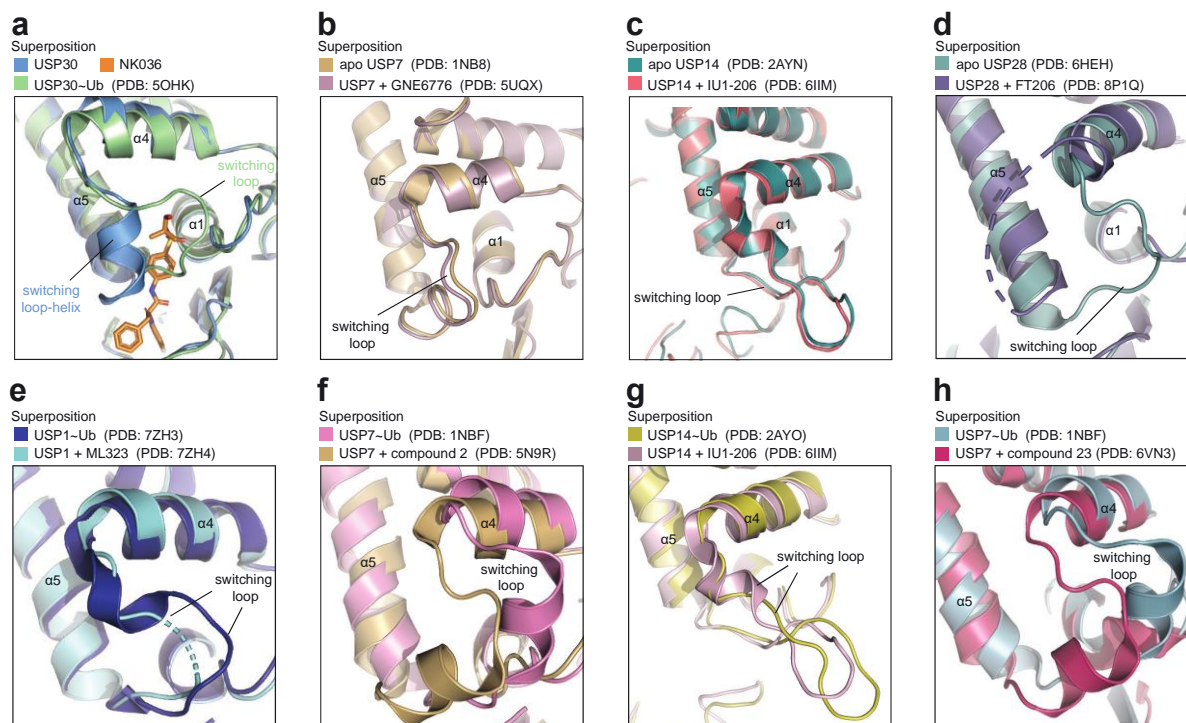 a
Superposition
USP30 NK036
USP30~Ub (PDB: 5OHK)
α4
switching
loop
α5
α1
switching
loop-helix
b
Superposition
apo USP7 (PDB: 1NB8)
USP7 + GNE6776 (PDB: 5UQX)
α5
α4
α1
switching
loop
c
Superposition
apo USP14 (PDB: 2AYN)
USP14 + IU1-206 (PDB: 6IIM)
α5
α4
α1
switching loop
d
Superposition
apo USP28 (PDB: 6HEH)
USP28 + FT206 (PDB: 8P1Q)
α4
α5
α1
switching loop
e
Superposition
USP1~Ub (PDB: 7ZH3)
USP1 + ML323 (PDB: 7ZH4)
α4
α5
switching
loop
f
Superposition
USP7~Ub (PDB: 1NBF)
USP7 + compound 2 (PDB: 5N9R)
α4
α5
switching
loop
g
Superposition
USP14~Ub (PDB: 2AYO)
USP14 + IU1-206 (PDB: 6IIM)
α4
α5
switching loop
h
Superposition
USP7~Ub (PDB: 1NBF)
USP7 + compound 23 (PDB: 6VN3)
α4
switching
loop
α5